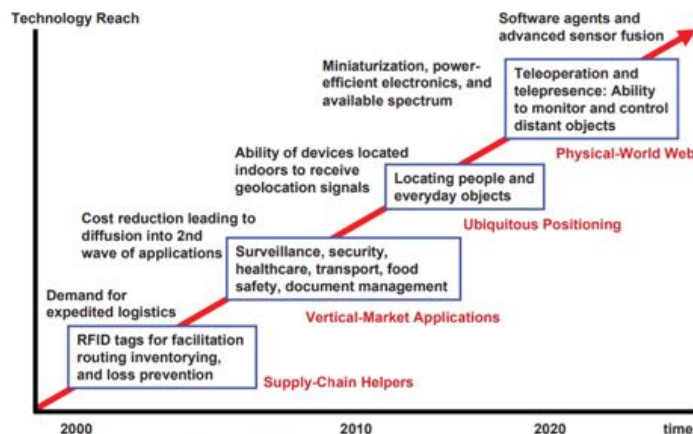 Technology Reach
Software agents and
advanced sensor fusion
Miniaturization, power-
efficient electronics, and
available spectrum
Teleoperation and
telepresence: Ability
to monitor and control
distant objects
Physical-World Web
Ability of devices located
indoors to receive
geolocation signals
Locating people and
everyday objects
Ubiquitous Positioning
Cost reduction leading to
diffusion into 2nd
wave of applications
Surveillance, security,
healthcare, transport, food
safety, document management
Vertical-Market Applications
Demand for
expedited logistics
RFID tags for facilitation
routing inventorying,
and loss prevention
Supply-Chain Helpers
2000 2010 2020 time